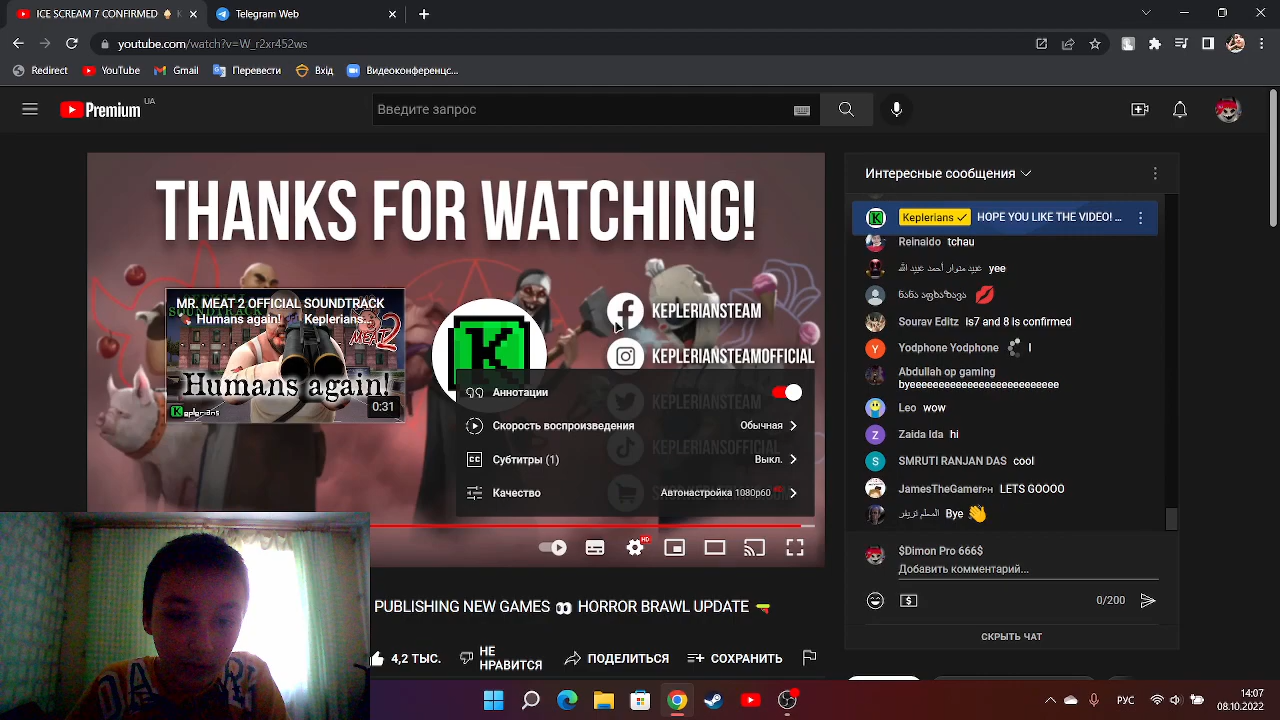 ICE SCREAM 7 CONFIRMED
Telegram Web
youtube.com/watch?v=W_r2xr452ws
Redirect
YouTube
Gmail
Перевести
Вхід
Видеоконференц...
Premium
UA
Введите запрос
THANKS FOR WATCHING!
MR. MEAT 2 OFFICIAL SOUNDTRACK
Humans again! Keplerians
Humans again!
Keplerians
0:31
KEPLERIANSTEAM
KEPLERIANSTEAMOFFICIAL
KEPLERIANSTEAM
KEPLERIANSOFFICIAL
Аннотации
Скорость воспроизведения
Обычная
Субтитры (1)
Выкл.
Качество
Автонастройка 1080p60
HD
PUBLISHING NEW GAMES 👀 HORROR BRAWL UPDATE 🔫
4,2 ТЫС.
НЕ НРАВИТСЯ
ПОДЕЛИТЬСЯ
СОХРАНИТЬ
Интересные сообщения
Keplerians HOPE YOU LIKE THE VIDEO! ...
Reinaldo tchau
yee
💋
Sourav Editz is7 and 8 is confirmed
Yodphone Yodphone
Abdullah op gaming
byeeeeeeeeeeeeeeeeeeeeeeee
Leo wow
Zaida Ida hi
SMRUTI RANJAN DAS cool
JamesTheGamerPH LETS GOOOO
Bye 👋
$Dimon Pro 666$
Добавить комментарий...
0/200
СКРЫТЬ ЧАТ
РУС
14:07
08.10.2022